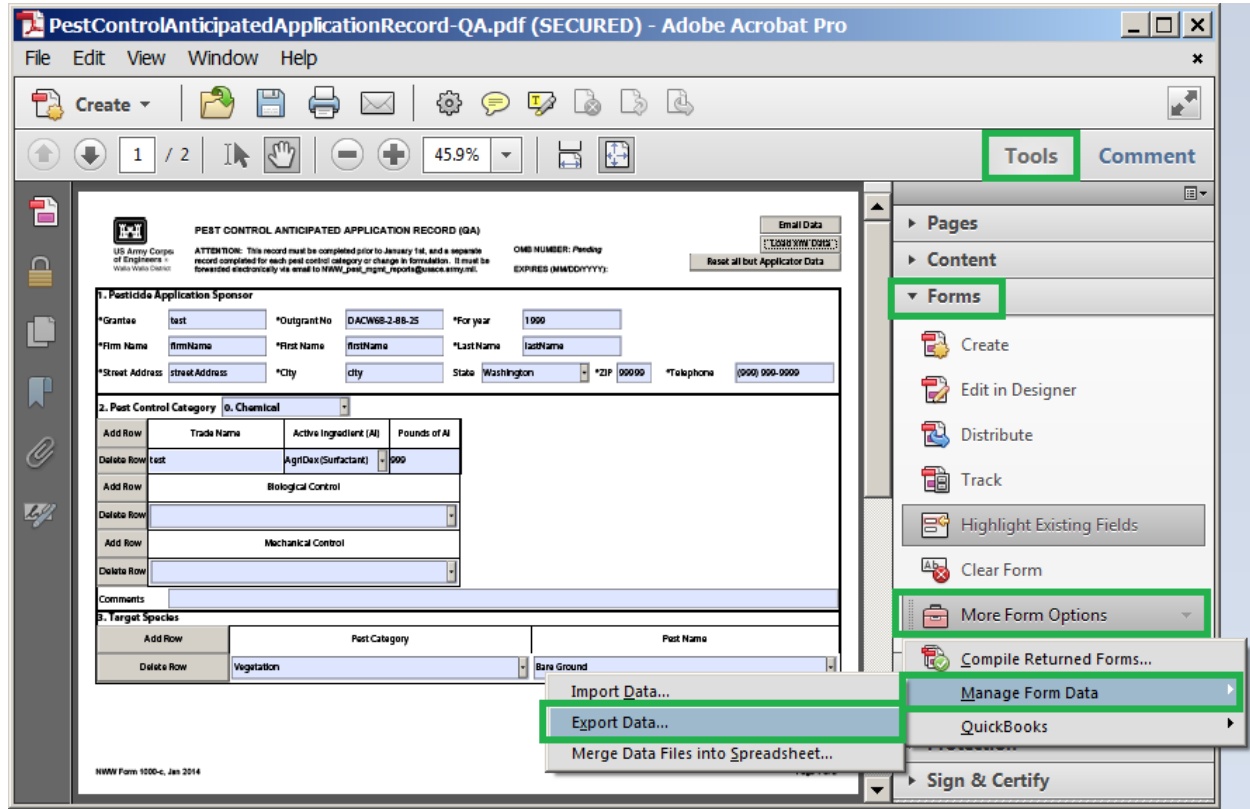 PestControlAnticipatedApplicationRecord-QA.pdf (SECURED) - Adobe Acrobat Pro
File Edit View Window Help
Create
1 / 2 45.9% Tools Comment
US Army Corps
of Engineers
Walla Walla District
PEST CONTROL ANTICIPATED APPLICATION RECORD (QA)
ATTENTION: This record must be completed prior to January 1st, and a separate
record completed for each pest control category or change in formulation. It must be
forwarded electronically via email to NWW_pest_mgmt_reports@usace.army.mil.
OMB NUMBER: Pending
EXPIRES (MM/DD/YYYY):
Email Data
Load Xml Data
Reset all but Applicator Data
1. Pesticide Application Sponsor
*Grantee test *Outgrant No DACW68-2-88-25 *For year 1999
*Firm Name firmName *First Name firstName *Last Name lastName
*Street Address street Address *City city State Washington *ZIP 99999 *Telephone (999) 999-9999
2. Pest Control Category 0. Chemical
Add Row Trade Name Active Ingredient (AI) Pounds of AI
Delete Row test AgriDex (Surfactant) 999
Add Row Biological Control
Delete Row
Add Row Mechanical Control
Delete Row
Comments
3. Target Species
Add Row Pest Category Pest Name
Delete Row Vegetation Bare Ground
NWW Form 1000-c, Jan 2014
Pages
Content
Forms
Create
Edit in Designer
Distribute
Track
Highlight Existing Fields
Clear Form
More Form Options
Compile Returned Forms...
Manage Form Data
QuickBooks
Import Data...
Export Data...
Merge Data Files into Spreadsheet...
Sign & Certify